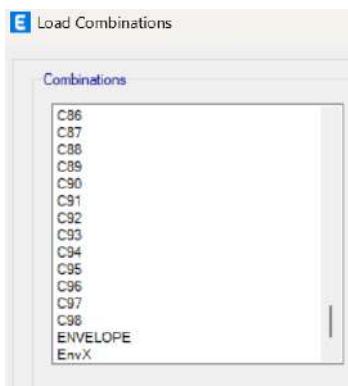 E Load Combinations
Combinations
C86
C87
C88
C89
C90
C91
C92
C93
C94
C95
C96
C97
C98
ENVELOPE
EnvX